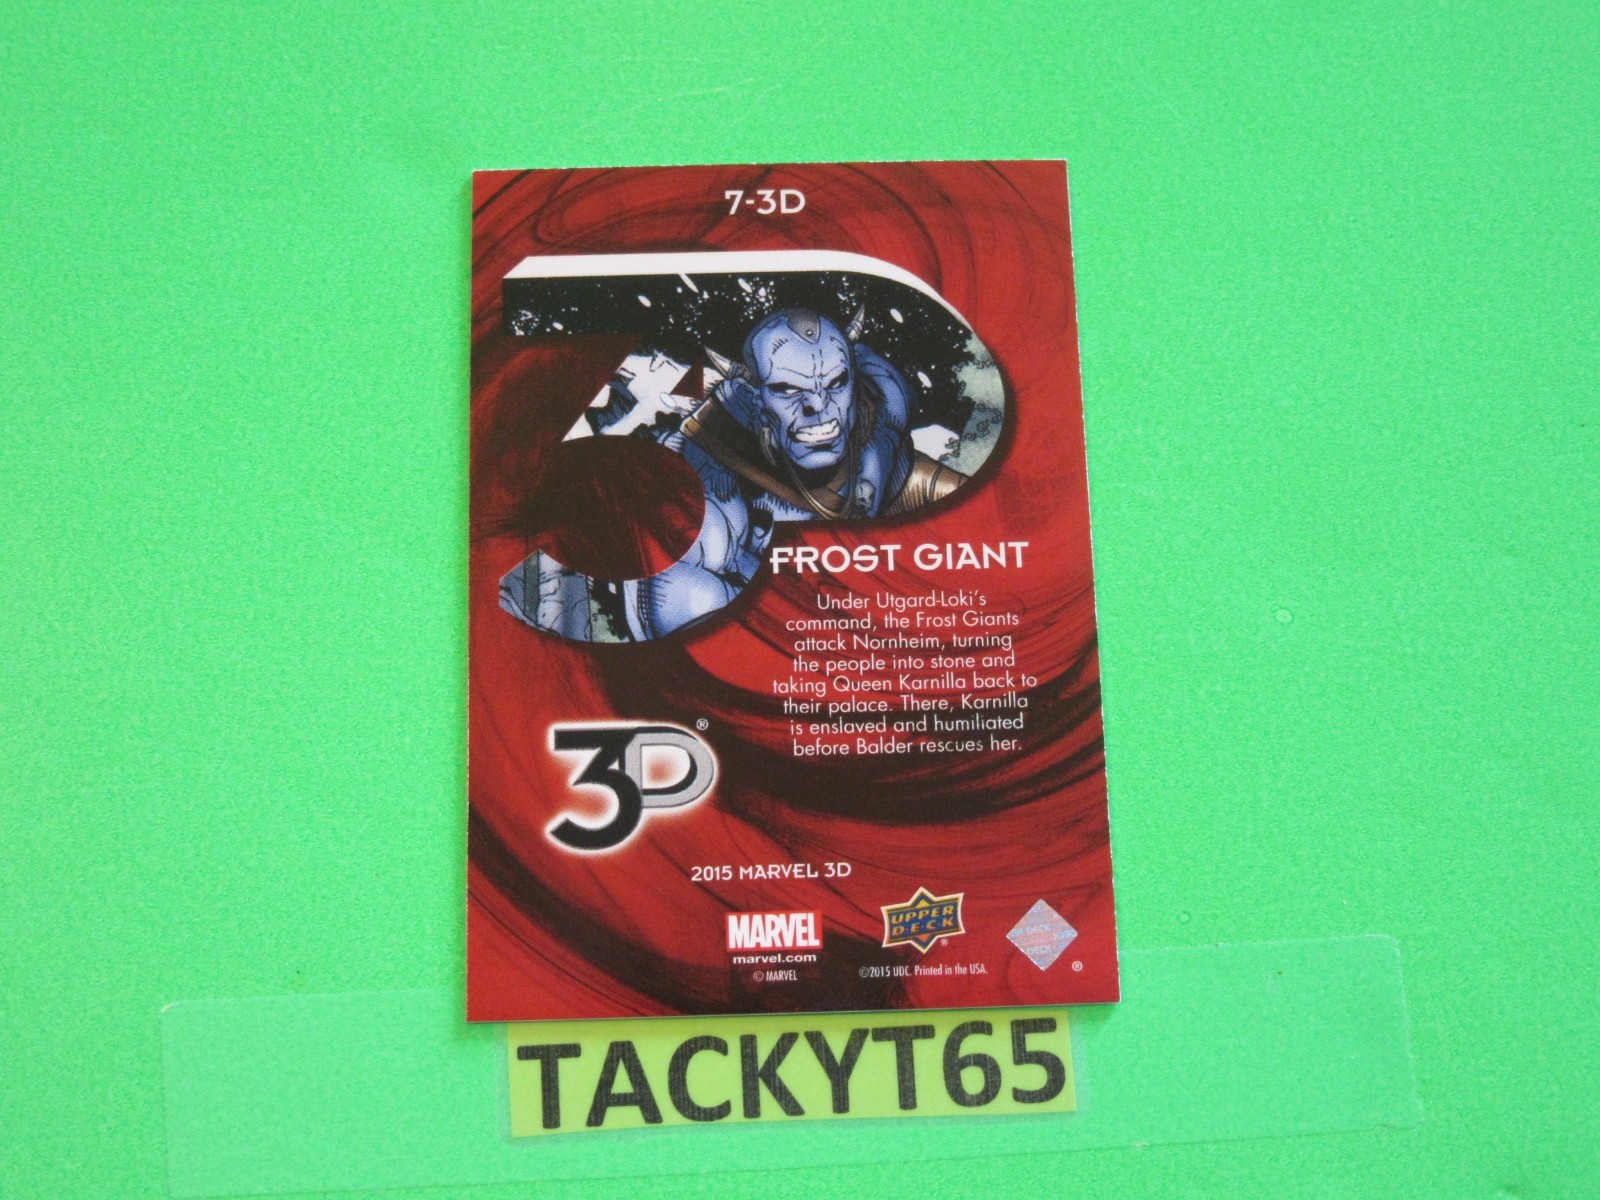 7-3D
FROST GIANT
Under Utgard-Loki's
command, the Frost Giants
attack Nornheim, turning
the people into stone and
taking Queen Karnilla back to
their palace. There, Karnilla
is enslaved and humiliated
before Balder rescues her.
3D®
2015 MARVEL 3D
MARVEL
marvel.com
© MARVEL
UPPER
D·E·C·K
®
©2015 UDC. Printed in the USA.
®
TACKYT65